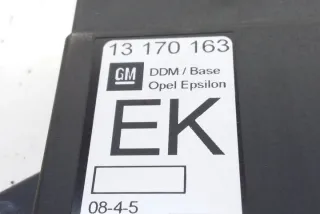 13 170 163
GM DDM / Base
Opel Epsilon
EK
08-4-5